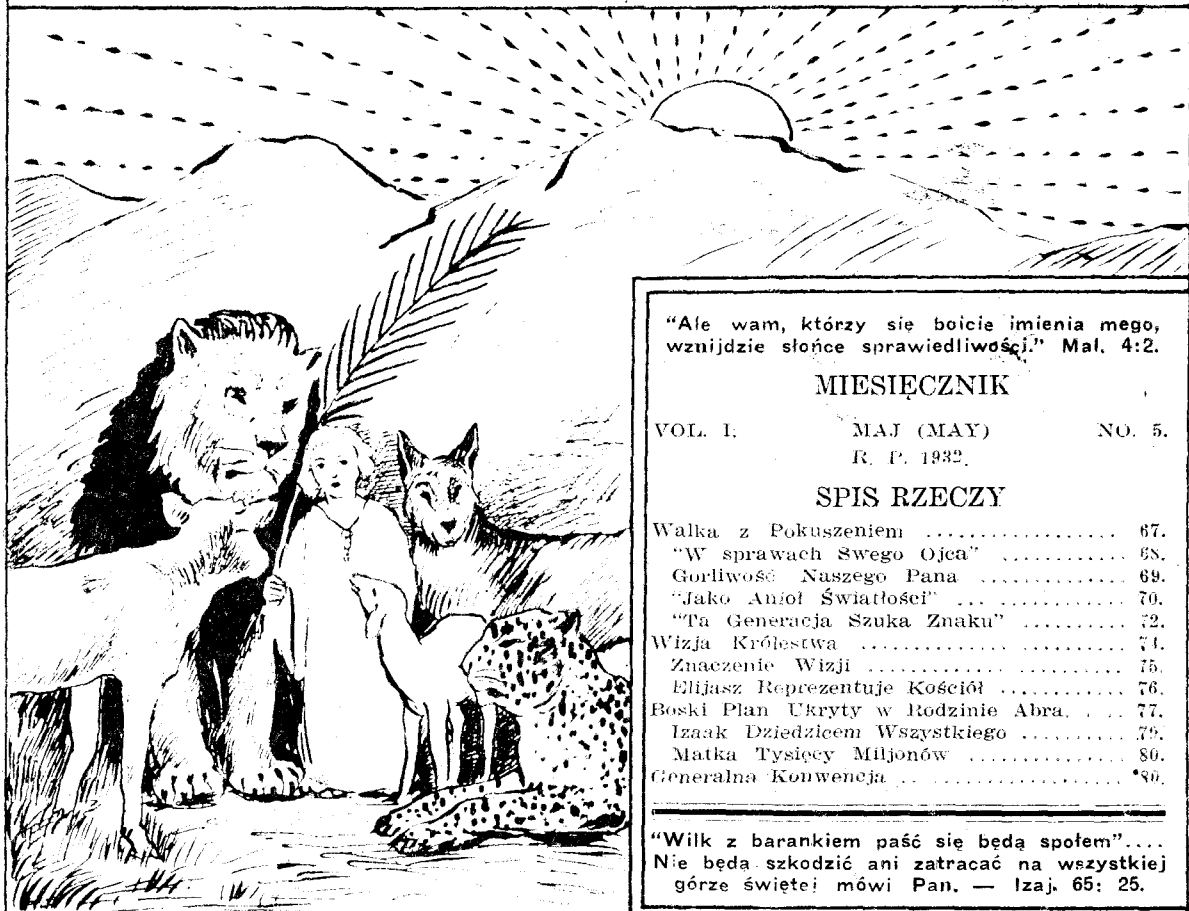 "Ale wam, którzy się boicie imienia mego,
wznijdzie słońce sprawiedliwości." Mal. 4:2.
MIESIĘCZNIK
VOL. I. MAJ (MAY) NO. 5.
R. P. 1932.
SPIS RZECZY
Walka z Pokuszeniem .................. 67.
"W sprawach Swego Ojca" ............. 68.
Gorliwość Naszego Pana ............. 69.
"Jako Anioł Światłości" ... ........... 70.
"Ta Generacja Szuka Znaku" .......... 72.
Wizja Królestwa ...................... 74.
Znaczenie Wizji ...................... 75.
Elijasz Reprezentuje Kościół ........... 76.
Boski Plan Ukryty w Rodzinie Abra. . .. 77.
Izaak Dziedzicem Wszystkiego .......... 79.
Matka Tysięcy Miljonów .............. 80.
Generalna Konwencja .................. 80.
"Wilk z barankiem paść się będą społem"....
Nie będą szkodzić ani zatracać na wszystkiej
górze świętej mówi Pan. — Izaj. 65: 25.